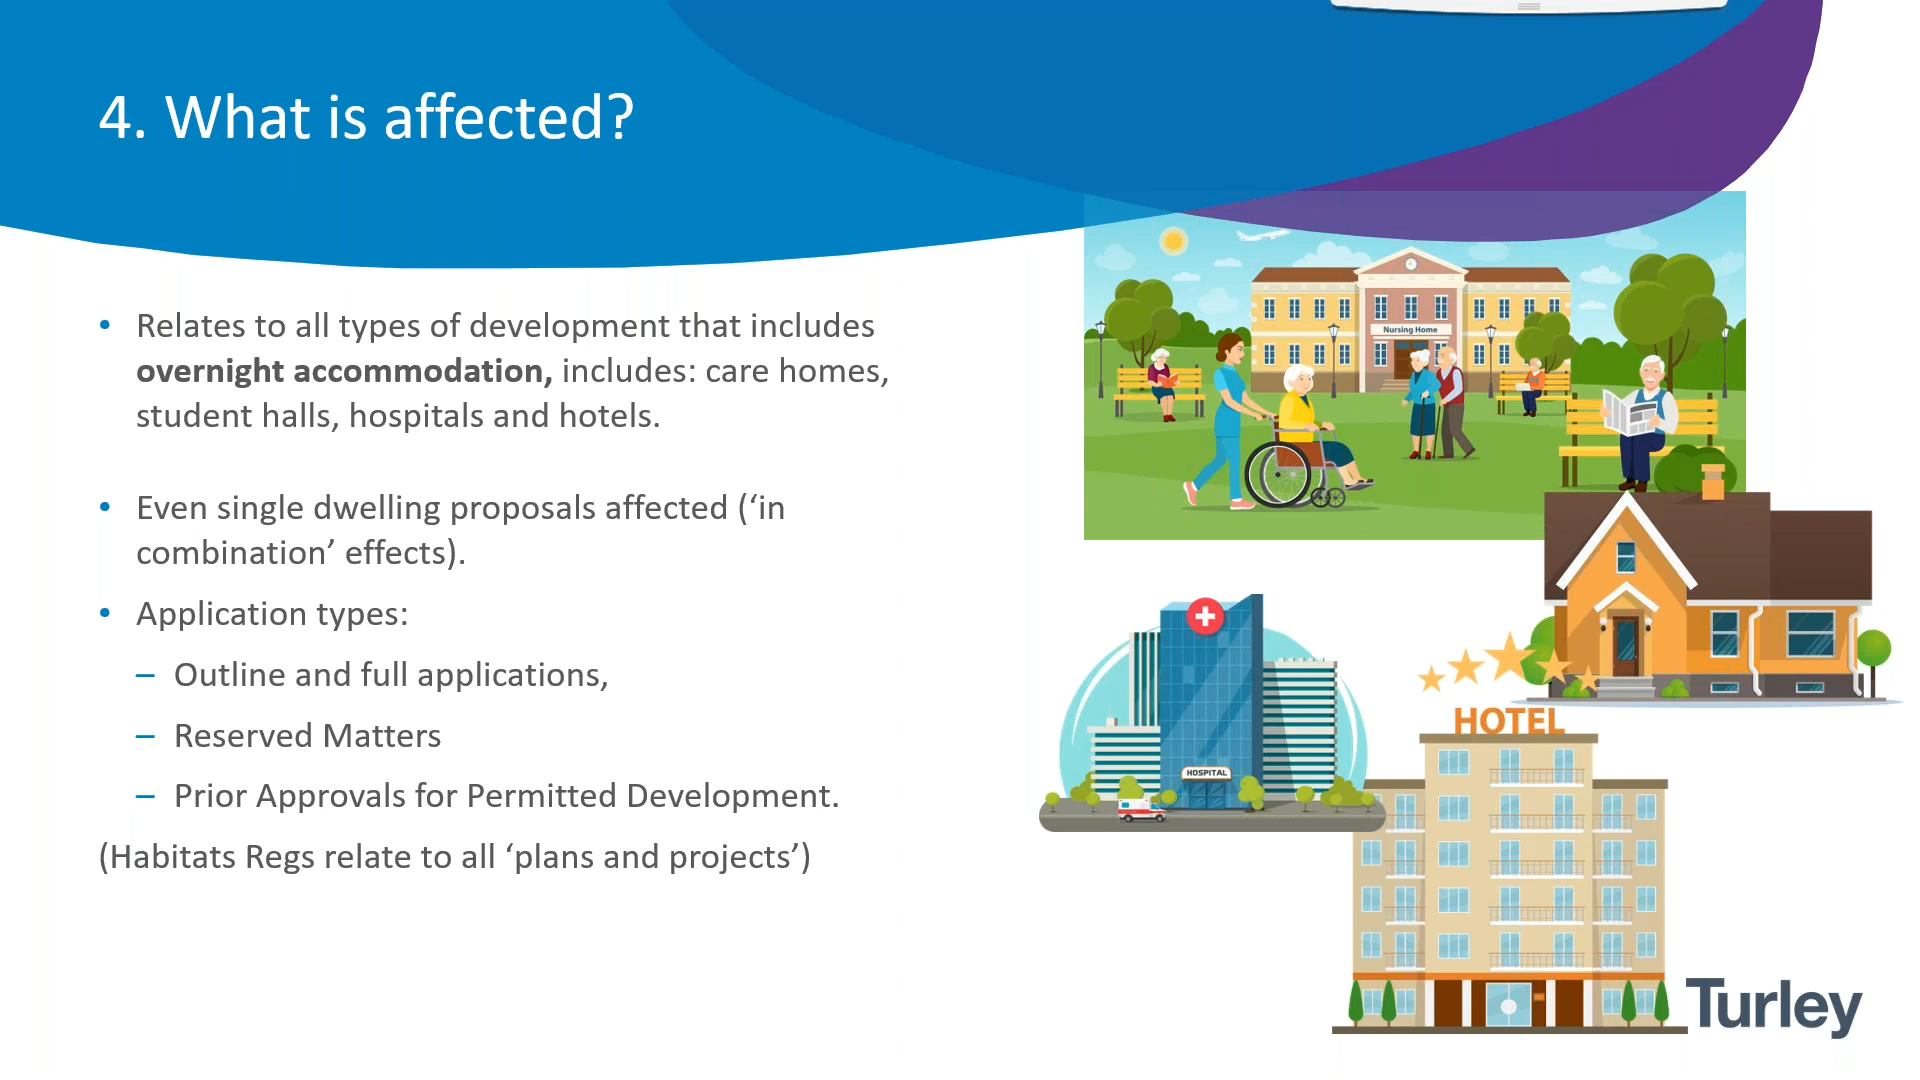 4. What is affected?
• Relates to all types of development that includes
overnight accommodation, includes: care homes,
student halls, hospitals and hotels.
• Even single dwelling proposals affected (‘in
combination’ effects).
• Application types:
– Outline and full applications,
– Reserved Matters
– Prior Approvals for Permitted Development.
(Habitats Regs relate to all ‘plans and projects’)
Nursing Home
HOSPITAL
HOTEL
Turley